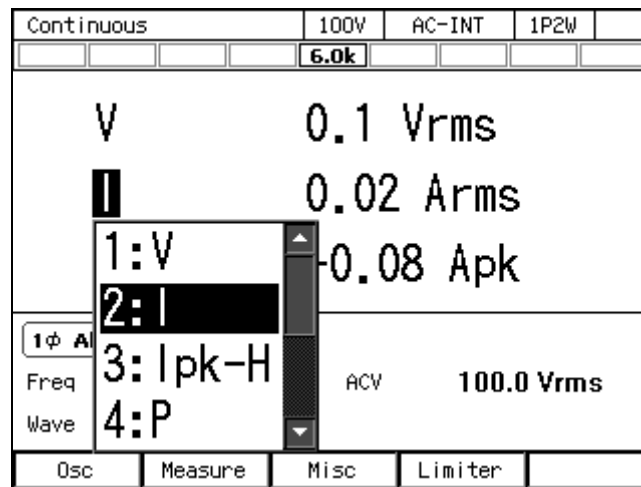 Continuous 100V AC-INT 1P2W
6.0k
V 0.1 Vrms
I 0.02 Arms
-0.08 Apk
1:V
2:I
3:Ipk-H
4:P
1φ
Freq ACV 100.0 Vrms
Wave
Osc Measure Misc Limiter